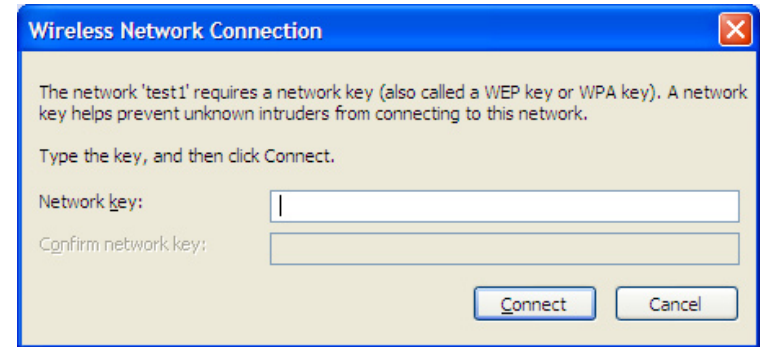 Wireless Network Connection
The network 'test1' requires a network key (also called a WEP key or WPA key). A network
key helps prevent unknown intruders from connecting to this network.
Type the key, and then click Connect.
Network key:
Confirm network key:
Connect Cancel